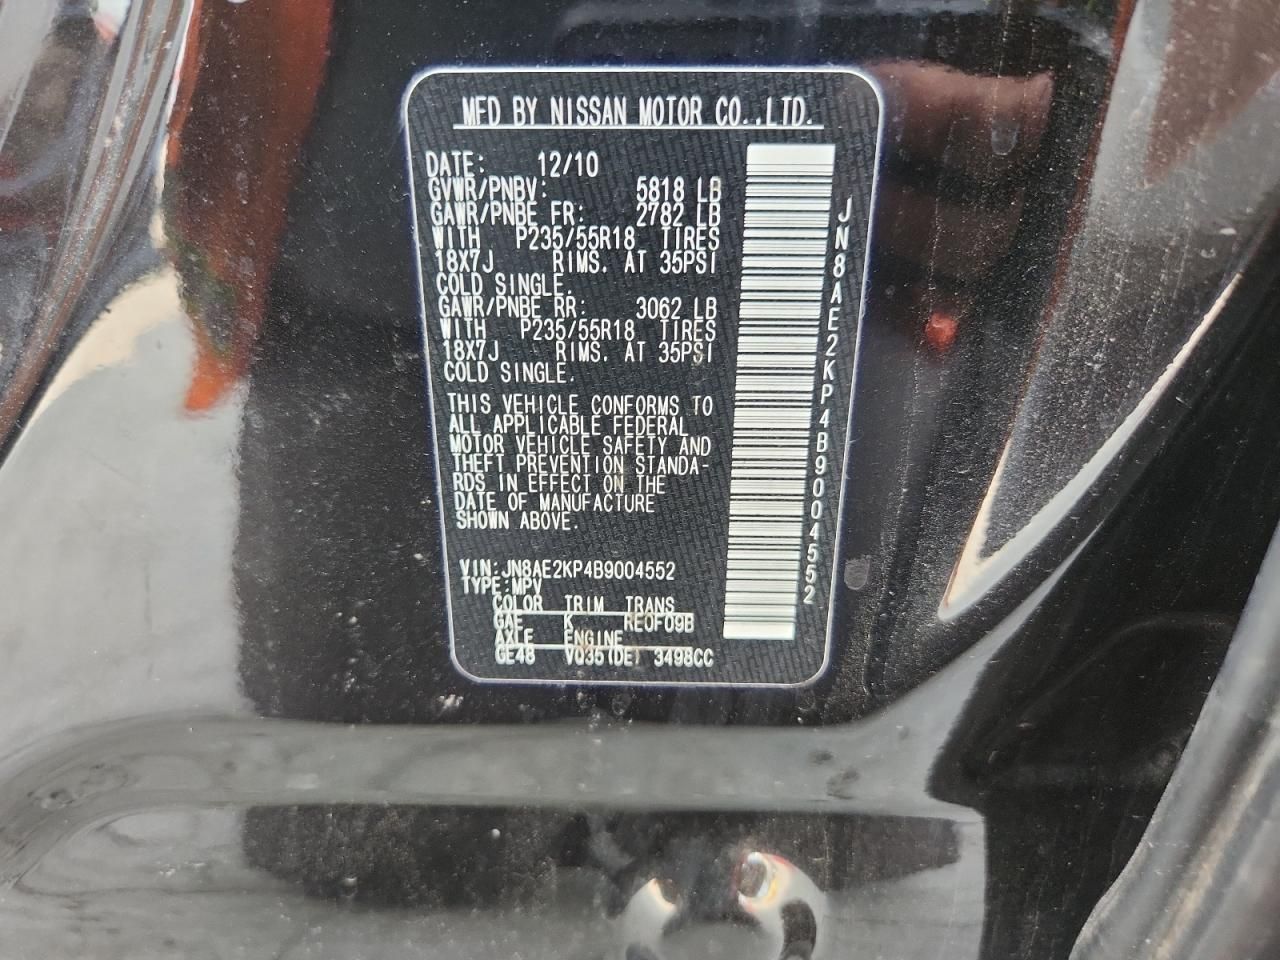 MFD BY NISSAN MOTOR CO.,LTD.
DATE: 12/10
GVWR/PNBV: 5818 LB
GAWR/PNBE FR: 2782 LB
WITH P235/55R18 TIRES
18X7J RIMS. AT 35PSI
COLD SINGLE.
GAWR/PNBE RR: 3062 LB
WITH P235/55R18 TIRES
18X7J RIMS. AT 35PSI
COLD SINGLE.
THIS VEHICLE CONFORMS TO
ALL APPLICABLE FEDERAL
MOTOR VEHICLE SAFETY AND
THEFT PREVENTION STANDA-
RDS IN EFFECT ON THE
DATE OF MANUFACTURE
SHOWN ABOVE.
VIN:JN8AE2KP4B9004552
TYPE:MPV
COLOR TRIM TRANS
GAE K RE0F09B
AXLE ENGINE
GE48 VQ35(DE) 3498CC
JN8AE2KP4B9004552